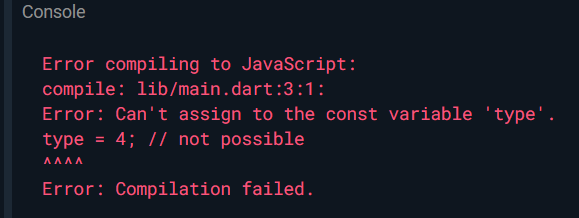 Console
Error compiling to JavaScript:
compile: lib/main.dart:3:1:
Error: Can't assign to the const variable 'type'.
type = 4; // not possible
^^^^
Error: Compilation failed.